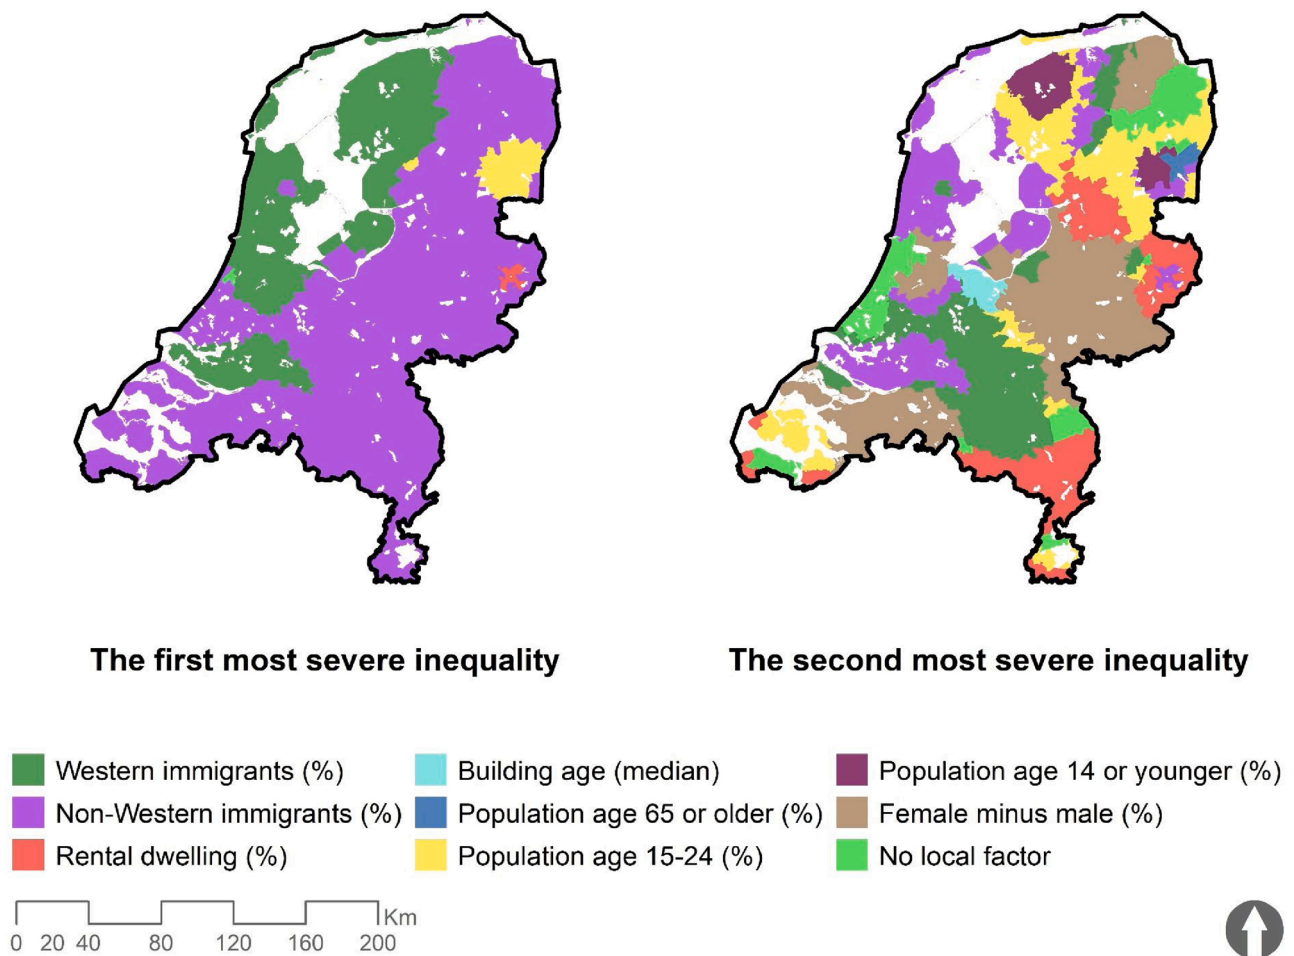 The first most severe inequality
The second most severe inequality
Western immigrants (%)
Building age (median)
Population age 14 or younger (%)
Non-Western immigrants (%)
Population age 65 or older (%)
Female minus male (%)
Rental dwelling (%)
Population age 15-24 (%)
No local factor
Km
0 20 40 80 120 160 200